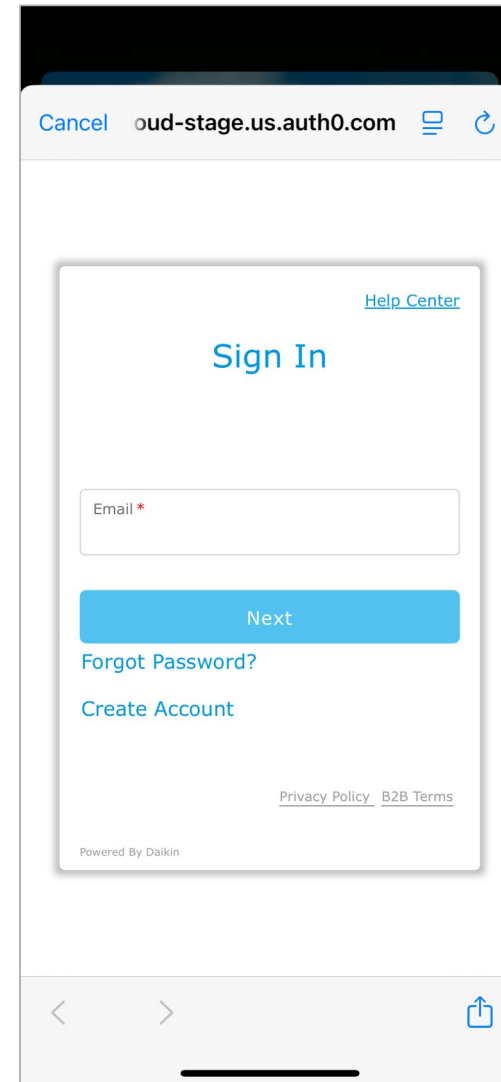 Cancel oud-stage.us.auth0.com
Help Center
Sign In
Email *
Next
Forgot Password?
Create Account
Privacy Policy B2B Terms
Powered By Daikin